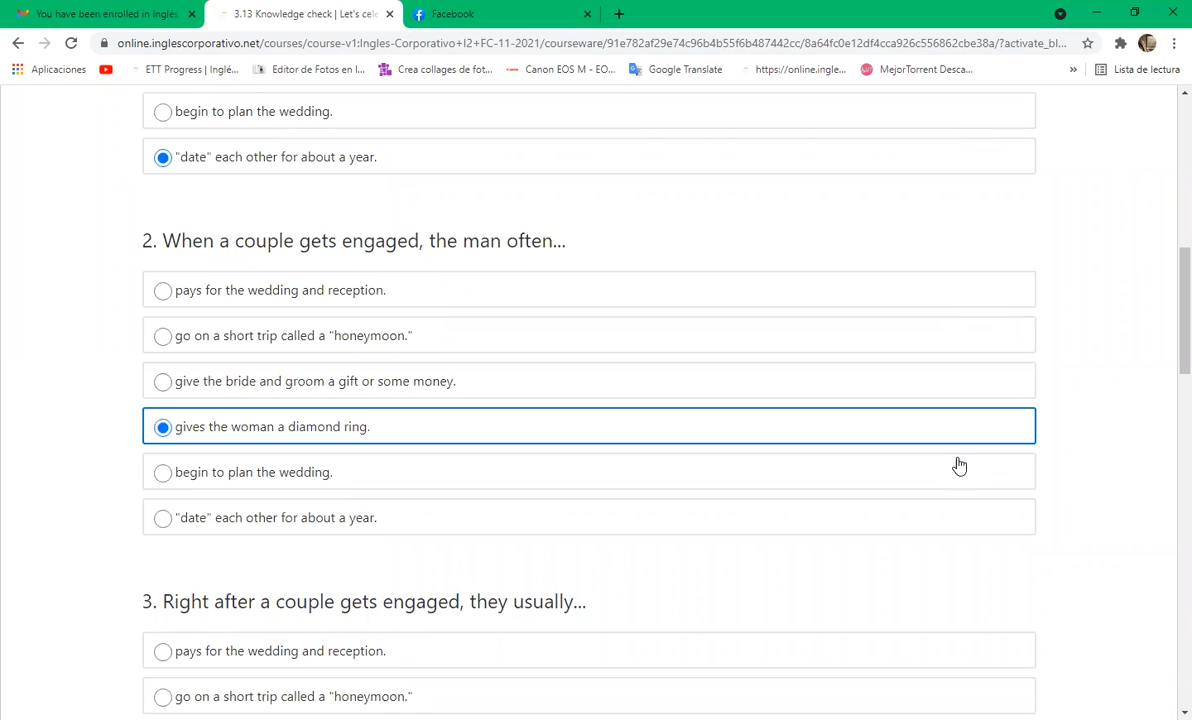 You have been enrolled in Inglés
3.13 Knowledge check | Let's cele
Facebook
online.inglescorporativo.net/courses/course-v1:Ingles-Corporativo+I2+FC-11-2021/courseware/91e782af29e74c96b4b55f6b487442cc/8a64fc0e12df4cca926c556862cbe38a/?activate_bl...
Aplicaciones
ETT Progress | Inglé...
Editor de Fotos en l...
Crea collages de fot...
Canon EOS M - EO...
Google Translate
https://online.ingle...
MejorTorrent Desca...
»
Lista de lectura
begin to plan the wedding.
"date" each other for about a year.
2. When a couple gets engaged, the man often...
pays for the wedding and reception.
go on a short trip called a "honeymoon."
give the bride and groom a gift or some money.
gives the woman a diamond ring.
begin to plan the wedding.
"date" each other for about a year.
3. Right after a couple gets engaged, they usually...
pays for the wedding and reception.
go on a short trip called a "honeymoon."